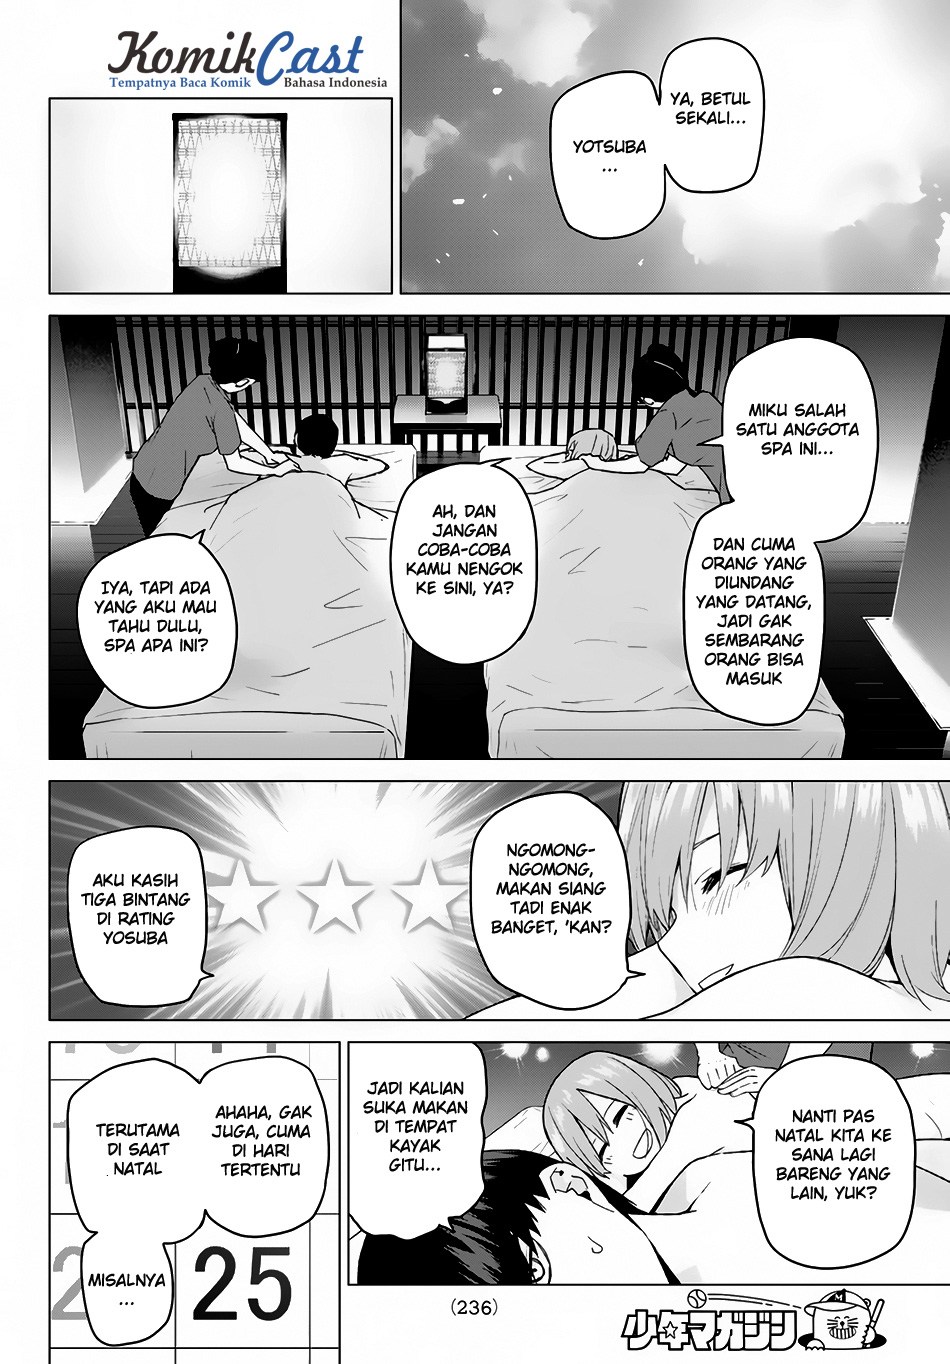 KomikCast
Tempatnya Baca Komik Bahasa Indonesia
YA, BETUL
SEKALI...
YOTSUBA
...
MIKU SALAH
SATU ANGGOTA
SPA INI...
DAN CUMA
ORANG YANG
DIUNDANG
YANG DATANG,
JADI GAK
SEMBARANG
ORANG BISA
MASUK
AH, DAN
JANGAN
COBA-COBA
KAMU NENGOK
KE SINI, YA?
IYA, TAPI ADA
YANG AKU MAU
TAHU DULU,
SPA APA INI?
NGOMONG-
NGOMONG,
MAKAN SIANG
TADI ENAK
BANGET, 'KAN?
AKU KASIH
TIGA BINTANG
DI RATING
YOSUBA
NANTI PAS
NATAL KITA KE
SANA LAGI
BARENG YANG
LAIN, YUK?
JADI KALIAN
SUKA MAKAN
DI TEMPAT
KAYAK
GITU...
AHAHA, GAK
JUGA, CUMA
DI HARI
TERTENTU
TERUTAMA
DI SAAT
NATAL
MISALNYA
...
25
(236)
少年マガジン